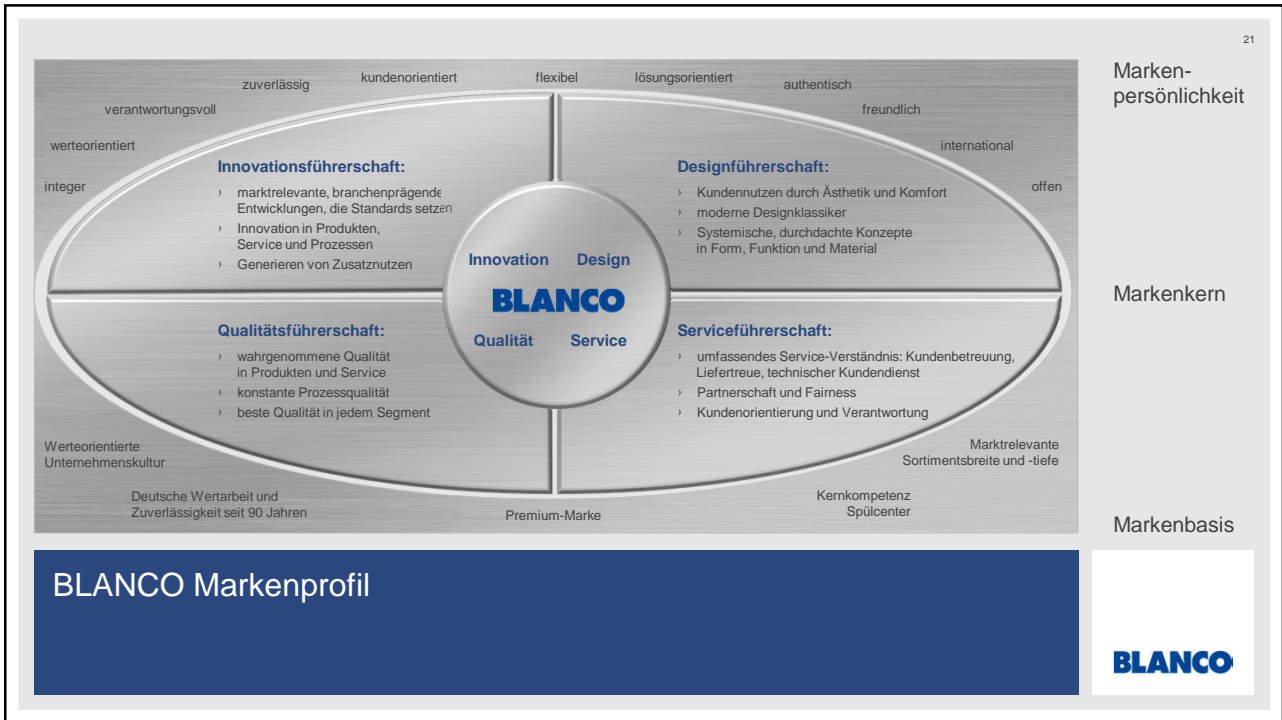 21
Marken-
persönlichkeit
Markenkern
Markenbasis
integer
werteorientiert
verantwortungsvoll
zuverlässig
kundenorientiert
flexibel
lösungsorientiert
authentisch
freundlich
international
offen
Innovationsführerschaft:
› marktrelevante, branchenprägende
Entwicklungen, die Standards setzen
› Innovation in Produkten,
Service und Prozessen
› Generieren von Zusatznutzen
Designführerschaft:
› Kundennutzen durch Ästhetik und Komfort
› moderne Designklassiker
› Systemische, durchdachte Konzepte
in Form, Funktion und Material
Innovation Design
BLANCO
Qualität Service
Qualitätsführerschaft:
› wahrgenommene Qualität
in Produkten und Service
› konstante Prozessqualität
› beste Qualität in jedem Segment
Serviceführerschaft:
› umfassendes Service-Verständnis: Kundenbetreuung,
Liefertreue, technischer Kundendienst
› Partnerschaft und Fairness
› Kundenorientierung und Verantwortung
Werteorientierte
Unternehmenskultur
Deutsche Wertarbeit und
Zuverlässigkeit seit 90 Jahren
Premium-Marke
Kernkompetenz
Spülcenter
Marktrelevante
Sortimentsbreite und -tiefe
BLANCO Markenprofil
BLANCO